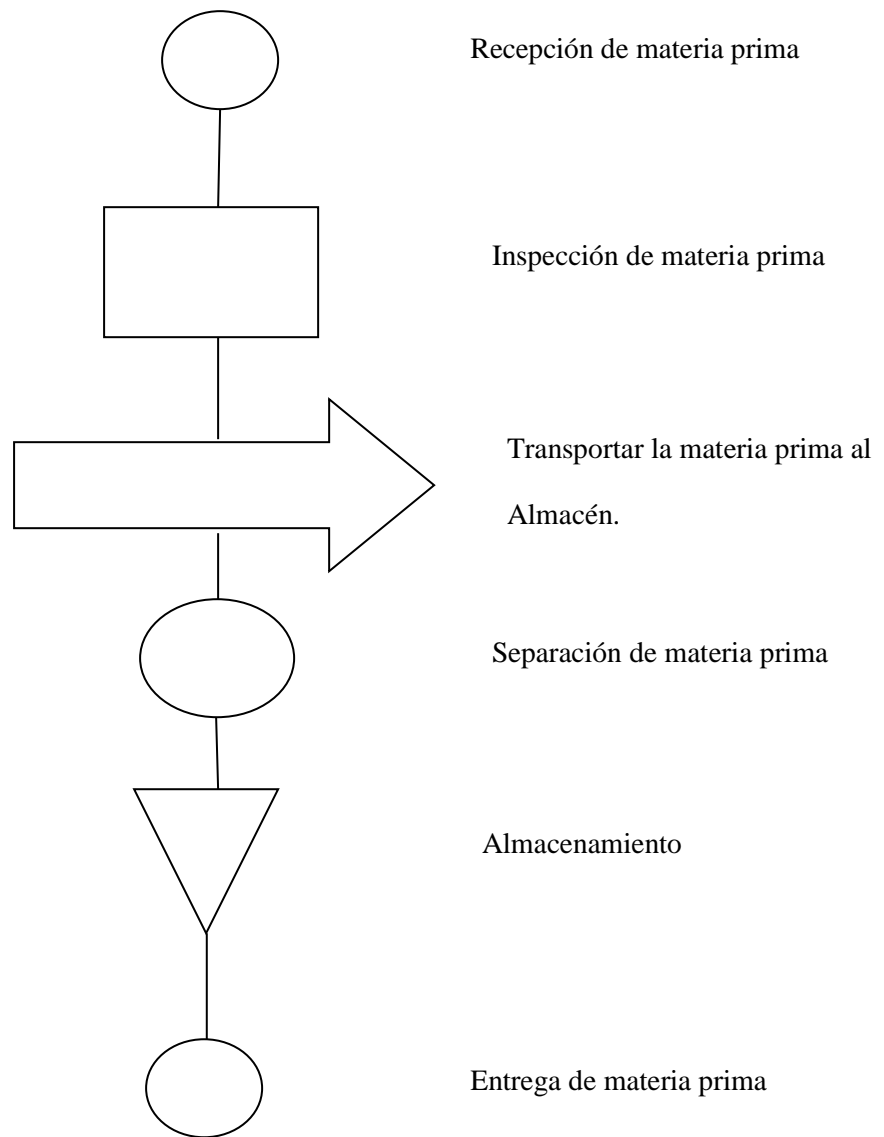 Recepción de materia prima
Inspección de materia prima
Transportar la materia prima al
Almacén.
Separación de materia prima
Almacenamiento
Entrega de materia prima